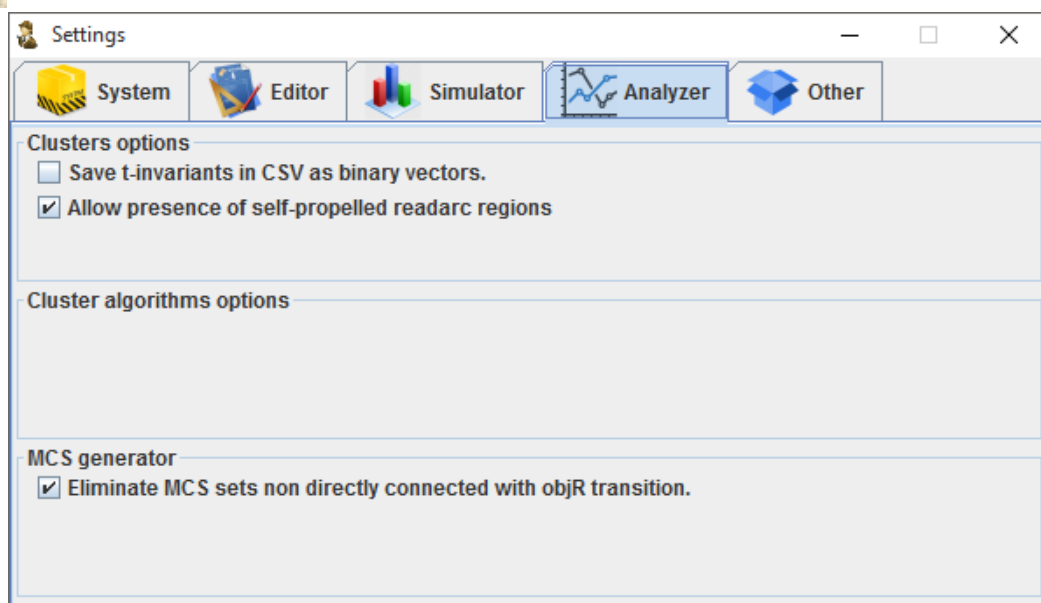 Settings
System Editor Simulator Analyzer Other
Clusters options
Save t-invariants in CSV as binary vectors.
Allow presence of self-propelled readarc regions
Cluster algorithms options
MCS generator
Eliminate MCS sets non directly connected with objR transition.